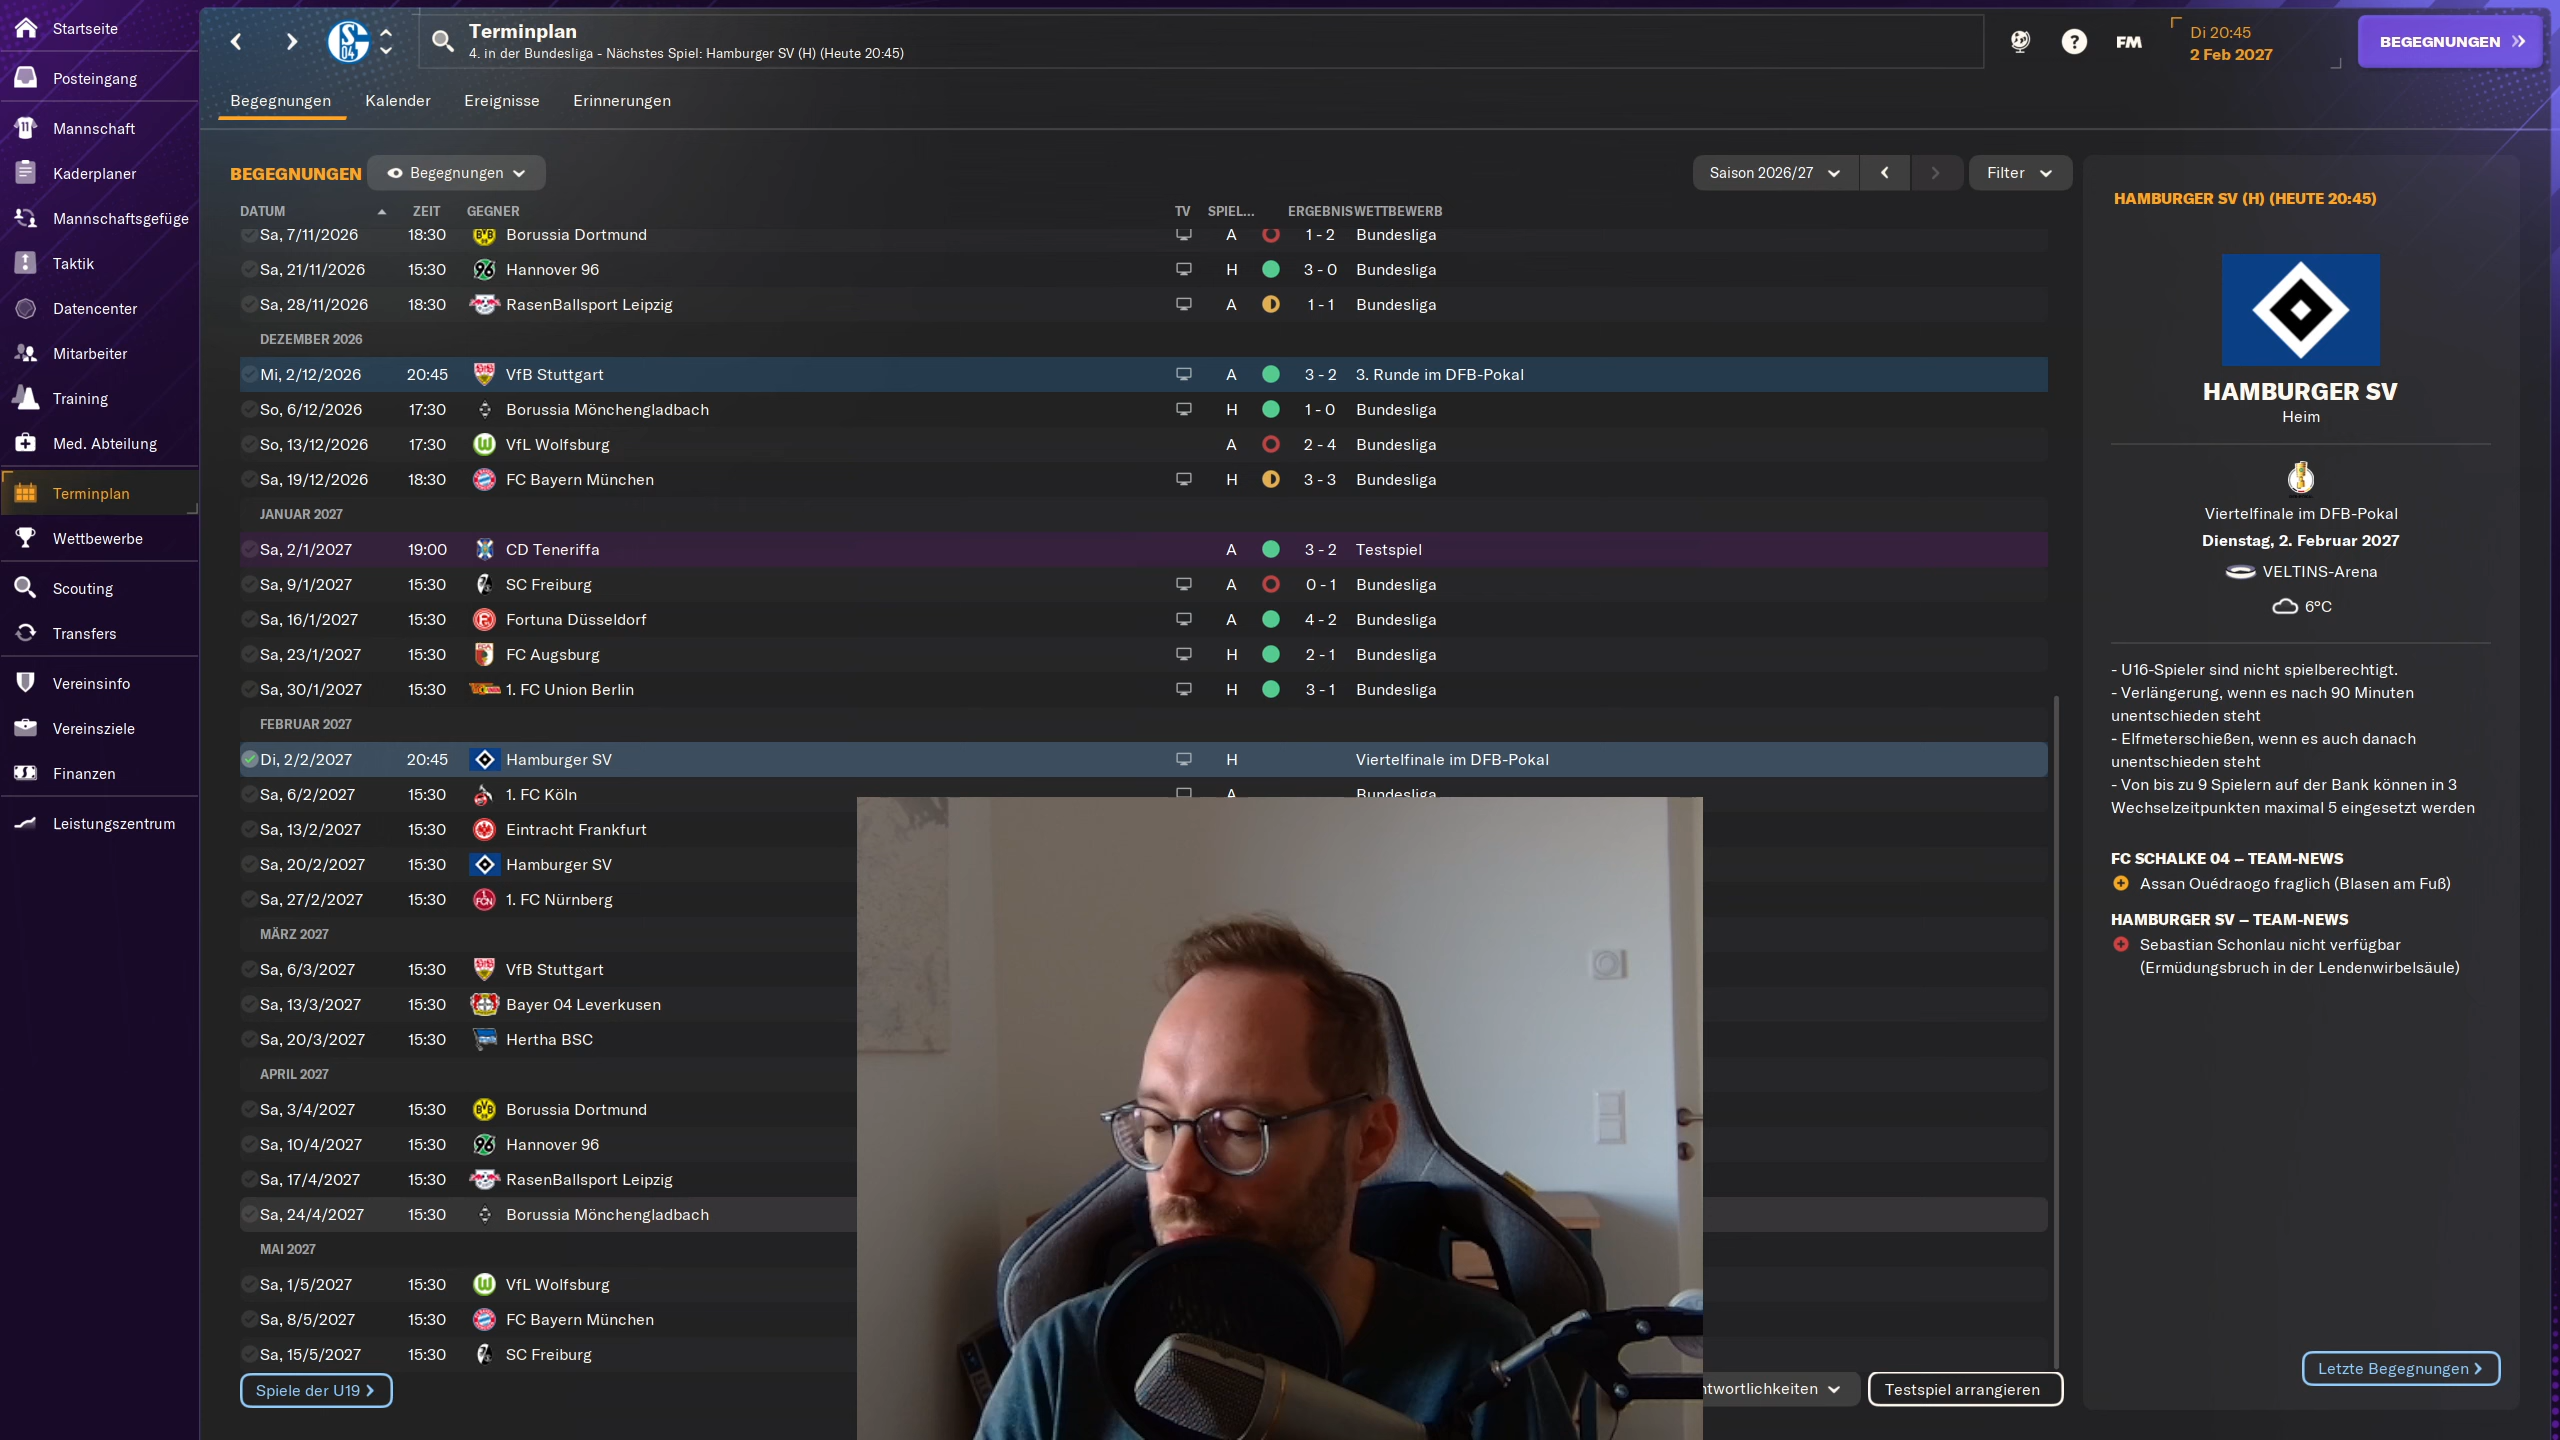 Startseite
Posteingang
Mannschaft
Kaderplaner
Mannschaftsgefüge
Taktik
Datencenter
Mitarbeiter
Training
Med. Abteilung
Terminplan
Wettbewerbe
Scouting
Transfers
Vereinsinfo
Vereinsziele
Finanzen
Leistungszentrum
Terminplan
4. in der Bundesliga - Nächstes Spiel: Hamburger SV (H) (Heute 20:45)
FM
Di 20:45
2 Feb 2027
BEGEGNUNGEN
Begegnungen Kalender Ereignisse Erinnerungen
BEGEGNUNGEN Begegnungen Saison 2026/27 Filter
DATUM ZEIT GEGNER TV SPIEL... ERGEBNIS WETTBEWERB
Sa, 7/11/2026 18:30 Borussia Dortmund A 1 - 2 Bundesliga
Sa, 21/11/2026 15:30 Hannover 96 H 3 - 0 Bundesliga
Sa, 28/11/2026 18:30 RasenBallsport Leipzig A 1 - 1 Bundesliga
DEZEMBER 2026
Mi, 2/12/2026 20:45 VfB Stuttgart A 3 - 2 3. Runde im DFB-Pokal
So, 6/12/2026 17:30 Borussia Mönchengladbach H 1 - 0 Bundesliga
So, 13/12/2026 17:30 VfL Wolfsburg A 2 - 4 Bundesliga
Sa, 19/12/2026 18:30 FC Bayern München H 3 - 3 Bundesliga
JANUAR 2027
Sa, 2/1/2027 19:00 CD Teneriffa A 3 - 2 Testspiel
Sa, 9/1/2027 15:30 SC Freiburg A 0 - 1 Bundesliga
Sa, 16/1/2027 15:30 Fortuna Düsseldorf A 4 - 2 Bundesliga
Sa, 23/1/2027 15:30 FC Augsburg H 2 - 1 Bundesliga
Sa, 30/1/2027 15:30 1. FC Union Berlin H 3 - 1 Bundesliga
FEBRUAR 2027
Di, 2/2/2027 20:45 Hamburger SV H Viertelfinale im DFB-Pokal
Sa, 6/2/2027 15:30 1. FC Köln A Bundesliga
Sa, 13/2/2027 15:30 Eintracht Frankfurt
Sa, 20/2/2027 15:30 Hamburger SV
Sa, 27/2/2027 15:30 1. FC Nürnberg
MÄRZ 2027
Sa, 6/3/2027 15:30 VfB Stuttgart
Sa, 13/3/2027 15:30 Bayer 04 Leverkusen
Sa, 20/3/2027 15:30 Hertha BSC
APRIL 2027
Sa, 3/4/2027 15:30 Borussia Dortmund
Sa, 10/4/2027 15:30 Hannover 96
Sa, 17/4/2027 15:30 RasenBallsport Leipzig
Sa, 24/4/2027 15:30 Borussia Mönchengladbach
MAI 2027
Sa, 1/5/2027 15:30 VfL Wolfsburg
Sa, 8/5/2027 15:30 FC Bayern München
Sa, 15/5/2027 15:30 SC Freiburg
Spiele der U19
ntwortlichkeiten
Testspiel arrangieren
HAMBURGER SV (H) (HEUTE 20:45)
HAMBURGER SV
Heim
Viertelfinale im DFB-Pokal
Dienstag, 2. Februar 2027
VELTINS-Arena
6°C
- U16-Spieler sind nicht spielberechtigt.
- Verlängerung, wenn es nach 90 Minuten
unentschieden steht
- Elfmeterschießen, wenn es auch danach
unentschieden steht
- Von bis zu 9 Spielern auf der Bank können in 3
Wechselzeitpunkten maximal 5 eingesetzt werden
FC SCHALKE 04 – TEAM-NEWS
Assan Ouédraogo fraglich (Blasen am Fuß)
HAMBURGER SV – TEAM-NEWS
Sebastian Schonlau nicht verfügbar
(Ermüdungsbruch in der Lendenwirbelsäule)
Letzte Begegnungen